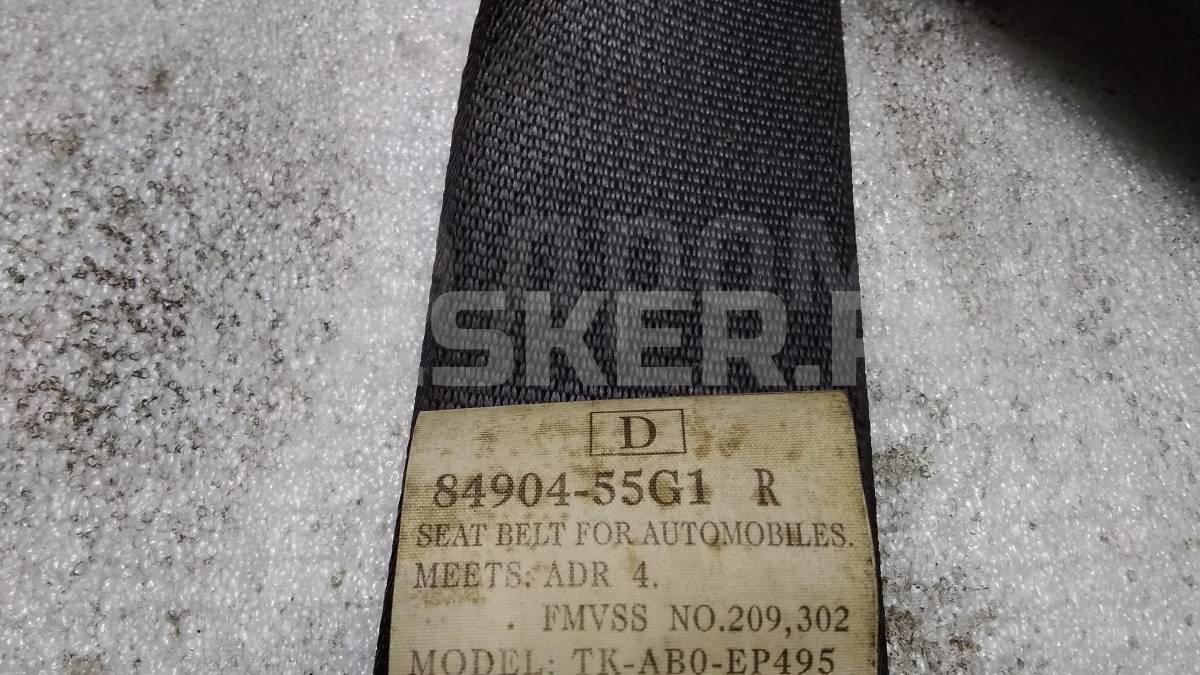 SKER.
D
84904-55G1 R
SEAT BELT FOR AUTOMOBILES.
MEETS: ADR 4.
. FMVSS NO.209,302
MODEL: TK-AB0-EP495